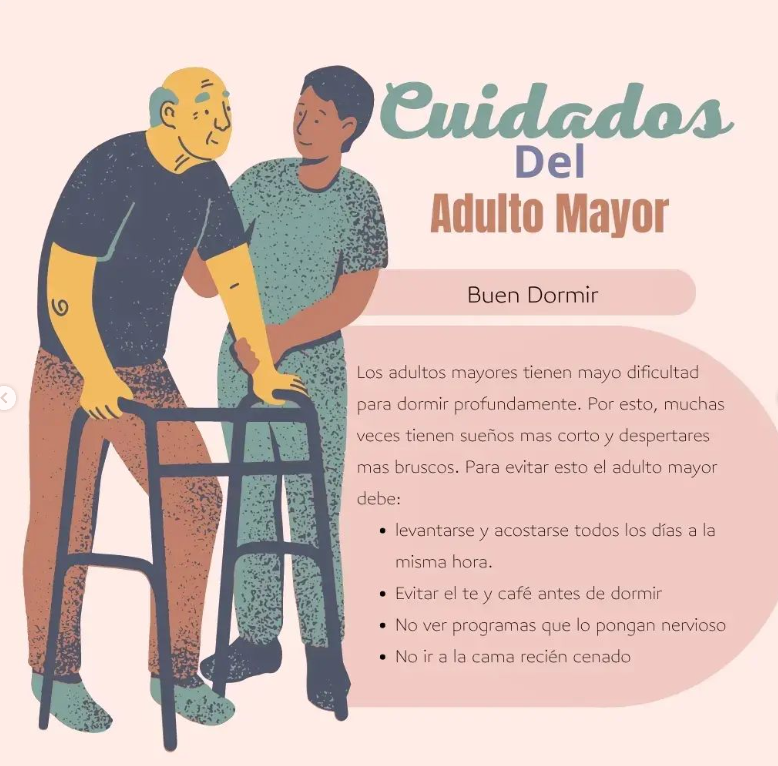 Cuidados
Del
Adulto Mayor
Buen Dormir
Los adultos mayores tienen mayo dificultad
para dormir profundamente. Por esto, muchas
veces tienen sueños mas corto y despertares
mas bruscos. Para evitar esto el adulto mayor
debe:
• levantarse y acostarse todos los días a la
misma hora.
• Evitar el te y café antes de dormir
• No ver programas que lo pongan nervioso
• No ir a la cama recién cenado